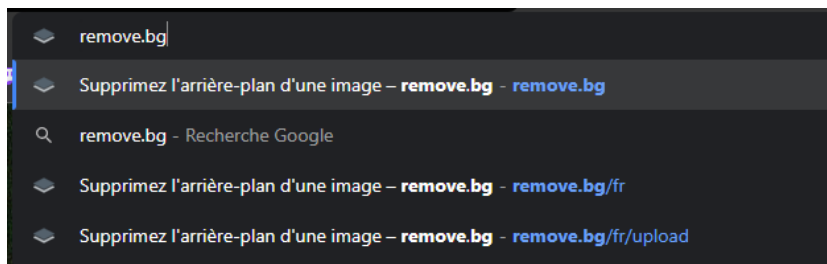 remove.bg
Supprimez l'arrière-plan d'une image – remove.bg - remove.bg
remove.bg - Recherche Google
Supprimez l'arrière-plan d'une image – remove.bg - remove.bg/fr
Supprimez l'arrière-plan d'une image – remove.bg - remove.bg/fr/upload